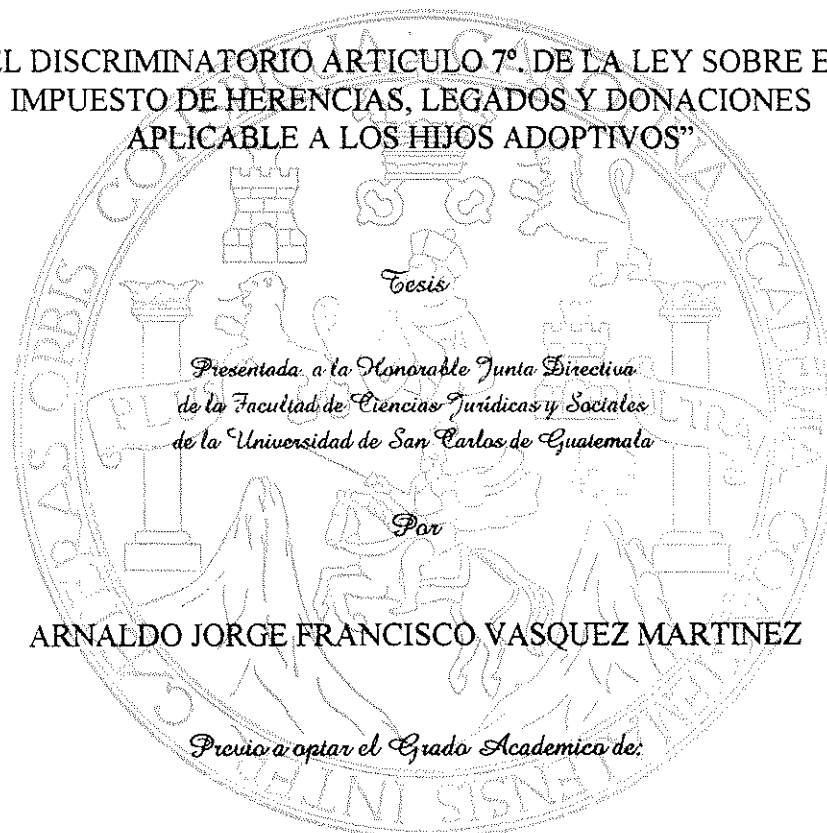 EL DISCRIMINATORIO ARTICULO 7º. DE LA LEY SOBRE E
IMPUESTO DE HERENCIAS, LEGADOS Y DONACIONES
APLICABLE A LOS HIJOS ADOPTIVOS”
Tesis
Presentada a la Honorable Junta Directiva
de la Facultad de Ciencias Jurídicas y Sociales
de la Universidad de San Carlos de Guatemala
Por
ARNALDO JORGE FRANCISCO VASQUEZ MARTINEZ
Previo a optar el Grado Academico de: